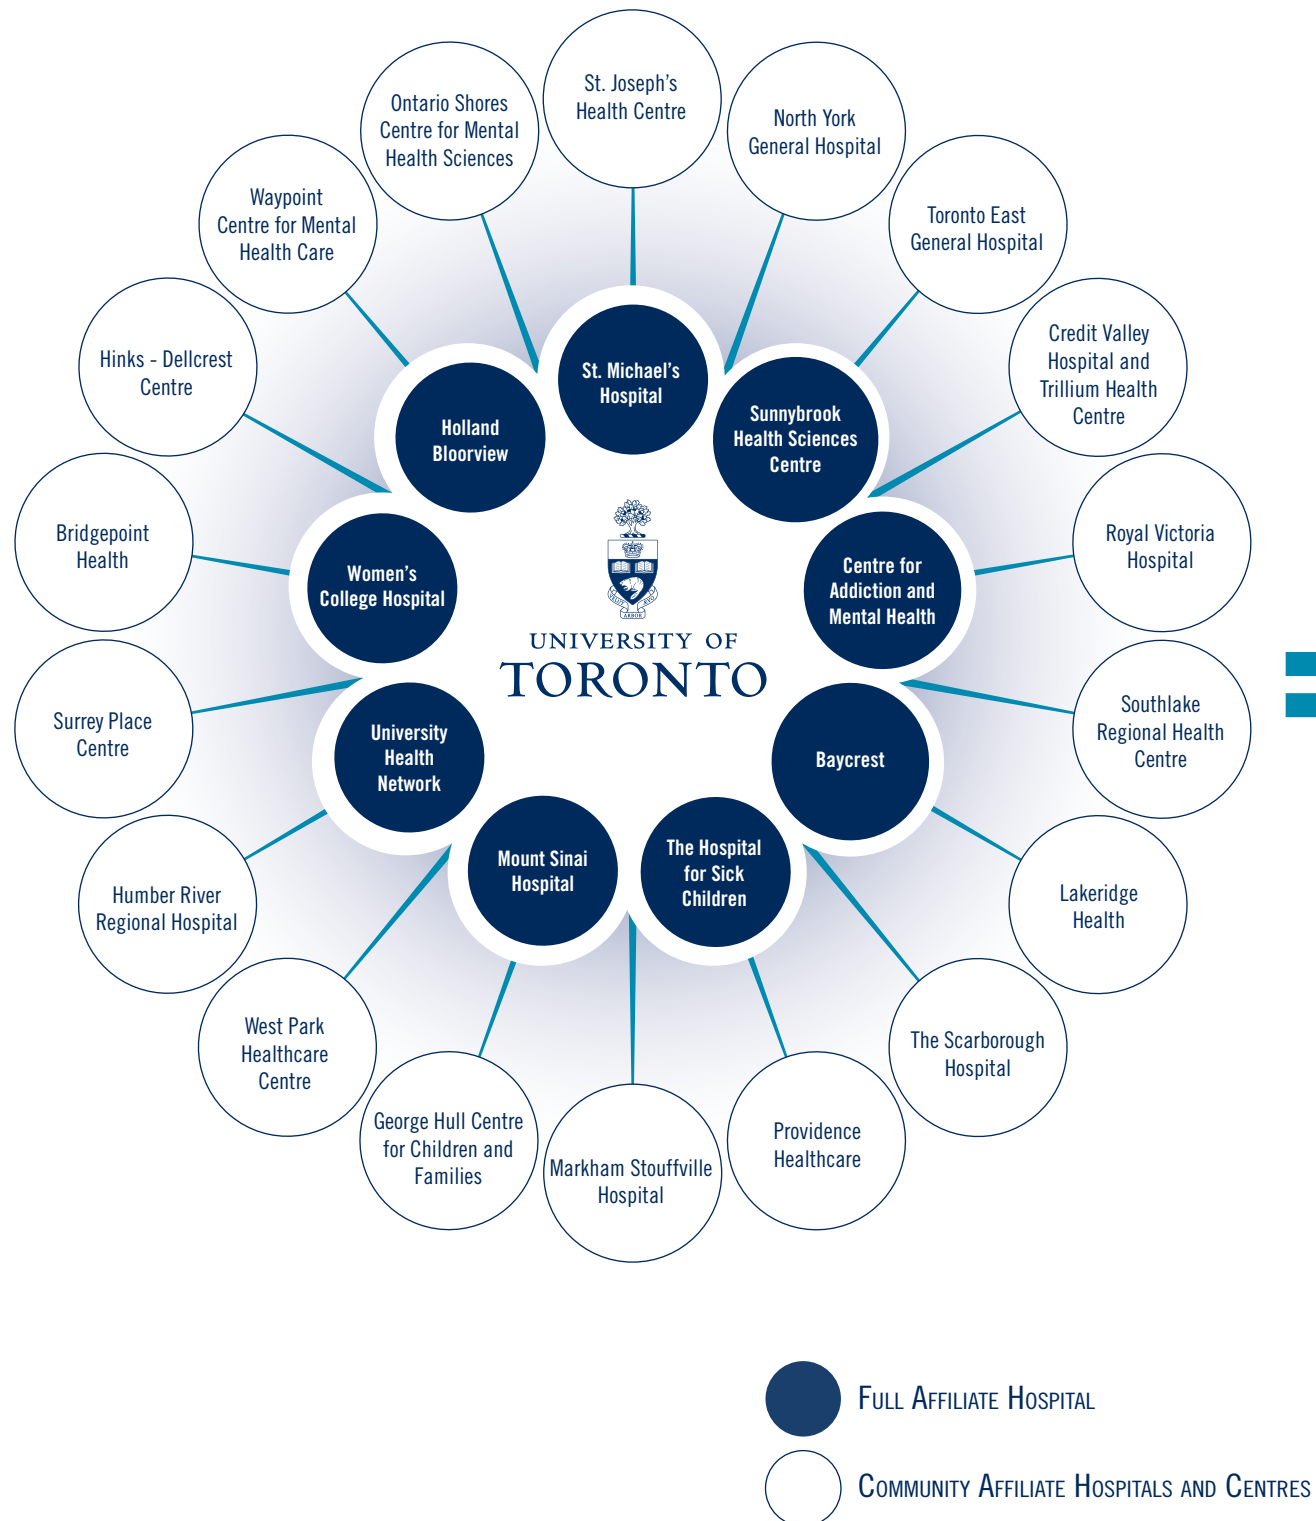 St. Joseph's
Health Centre
North York
General Hospital
Toronto East
General Hospital
Credit Valley
Hospital and
Trillium Health
Centre
Royal Victoria
Hospital
Southlake
Regional Health
Centre
Lakeridge
Health
The Scarborough
Hospital
Providence
Healthcare
Markham Stouffville
Hospital
George Hull Centre
for Children and
Families
West Park
Healthcare
Centre
Humber River
Regional Hospital
Surrey Place
Centre
Bridgepoint
Health
Hinks - Dellcrest
Centre
Waypoint
Centre for Mental
Health Care
Ontario Shores
Centre for Mental
Health Sciences
St. Michael's
Hospital
Sunnybrook
Health Sciences
Centre
Centre for
Addiction and
Mental Health
Baycrest
The Hospital
for Sick
Children
Mount Sinai
Hospital
University
Health
Network
Women's
College Hospital
Holland
Bloorview
VELUT ARBOR ÆVO
UNIVERSITY OF
TORONTO
FULL AFFILIATE HOSPITAL
COMMUNITY AFFILIATE HOSPITALS AND CENTRES